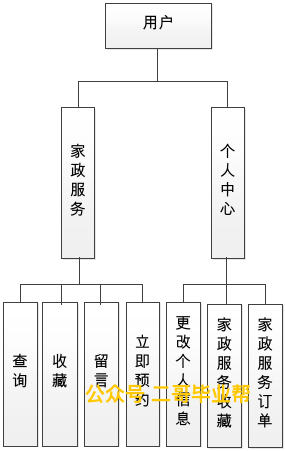 用户
家政服务
个人中心
查询
收藏
留言
立即预约
更改个人信息
家政服务收藏
家政服务订单
公众号 二哥毕业帮